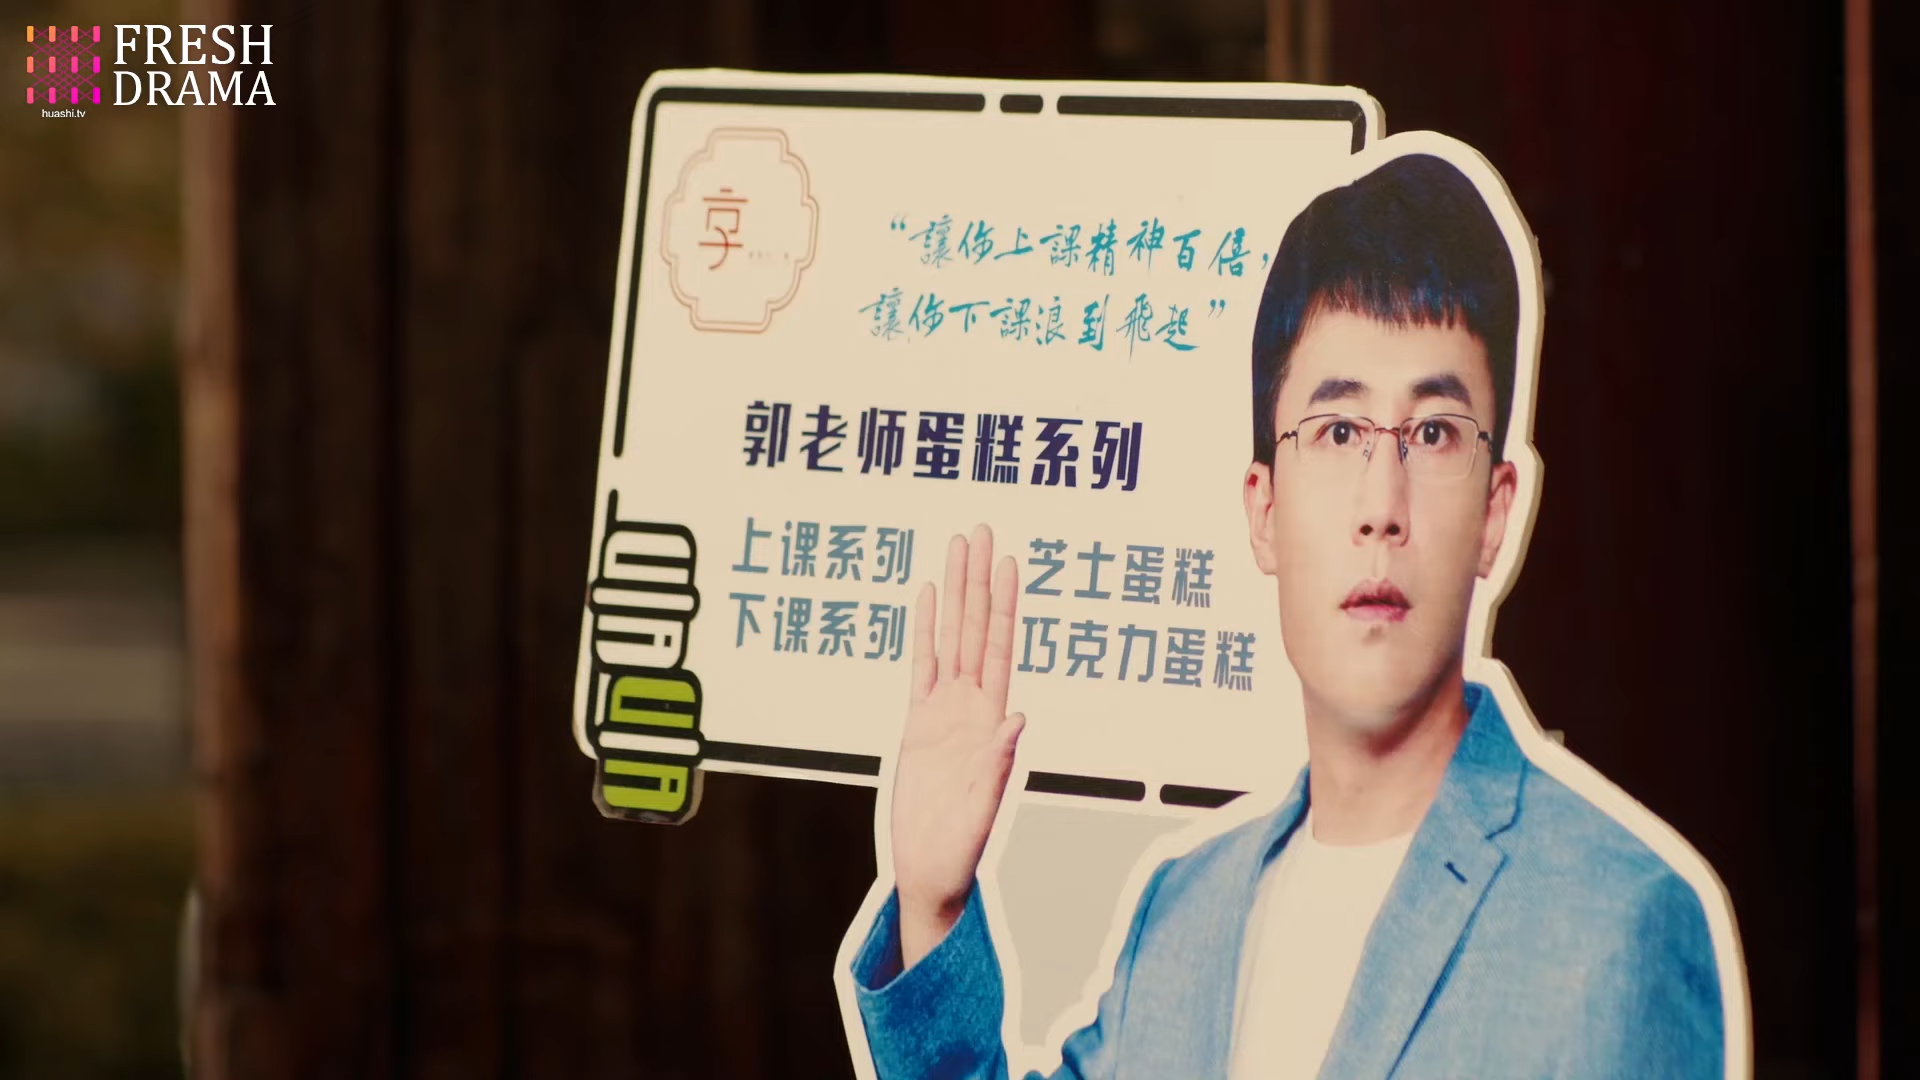 FRESH
DRAMA
huashi.tv
享
“讓你上課精神百倍，
讓你下課浪到飛起”
郭老师蛋糕系列
上课系列 芝士蛋糕
下课系列 巧克力蛋糕